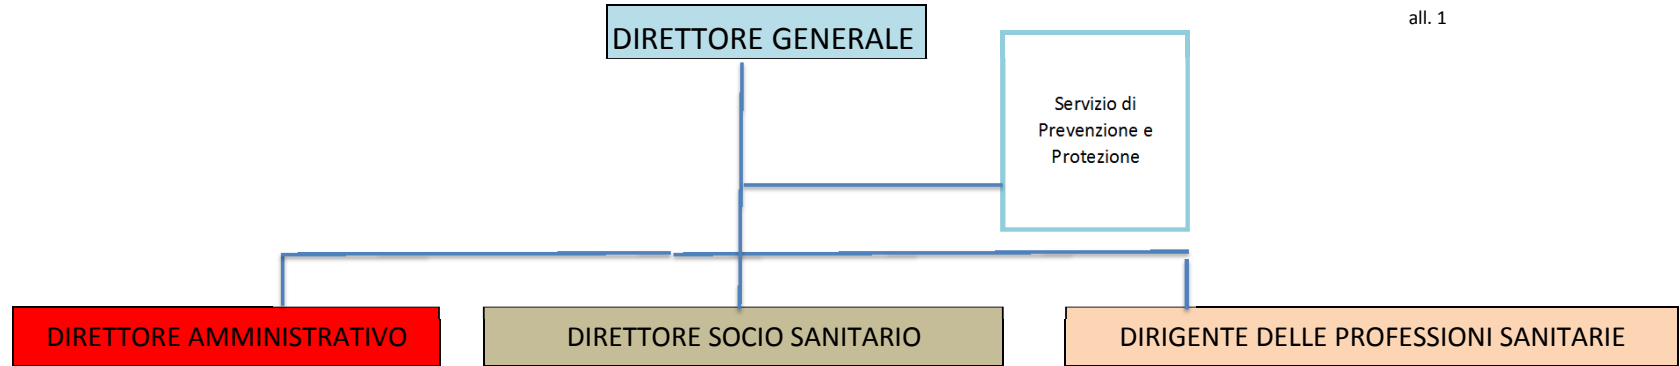 DIRETTORE GENERALE
all. 1
Servizio di
Prevenzione e
Protezione
DIRETTORE AMMINISTRATIVO
DIRETTORE SOCIO SANITARIO
DIRIGENTE DELLE PROFESSIONI SANITARIE